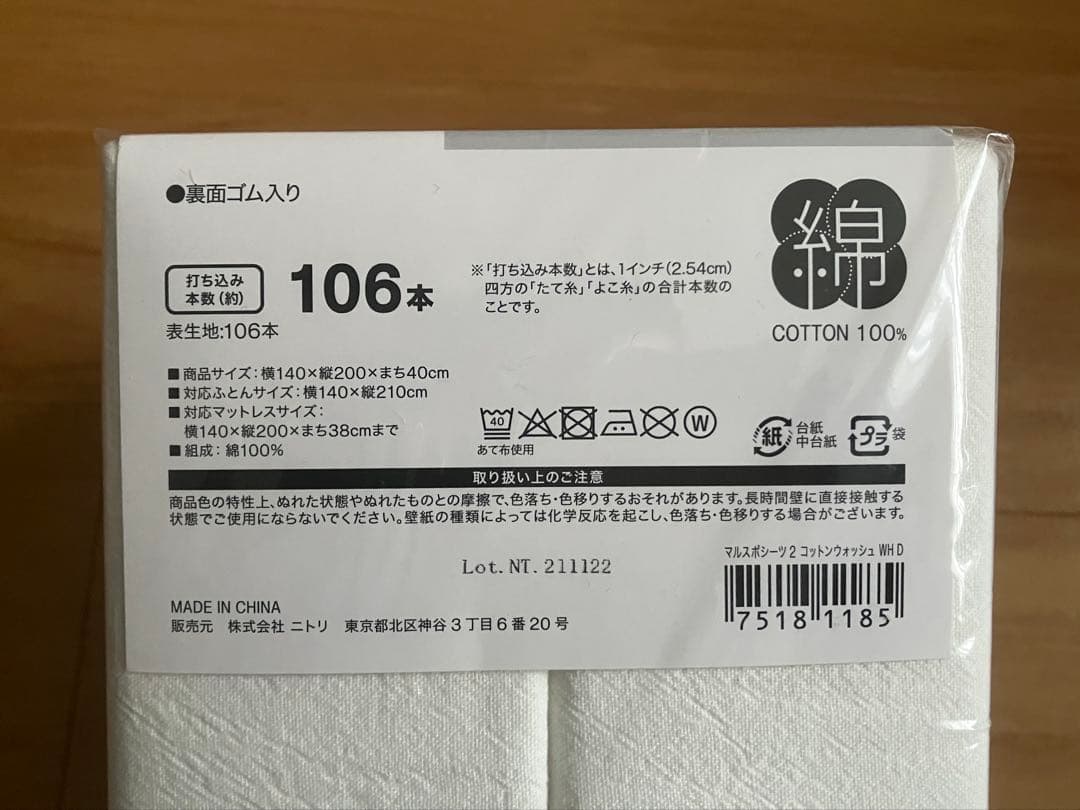 ●裏面ゴム入り
打ち込み
本数(約)
106本
表生地:106本
※「打ち込み本数」とは、1インチ(2.54cm)
四方の「たて糸」「よこ糸」の合計本数の
ことです。
綿
COTTON 100%
■商品サイズ:横140×縦200×まち40cm
■対応ふとんサイズ:横140×縦210cm
■対応マットレスサイズ:
横140×縦200×まち38cmまで
■組成:綿100%
40
W
あて布使用
紙
台紙
中台紙
プラ
袋
取り扱い上のご注意
商品色の特性上、ぬれた状態やぬれたものとの摩擦で、色落ち・色移りするおそれがあります。長時間壁に直接接触する
状態でご使用にならないでください。壁紙の種類によっては化学反応を起こし、色落ち・色移りする場合がございます。
Lot.NT.211122
マルスポシーツ2 コットンウォッシュ WH D
7518 1185
MADE IN CHINA
販売元 株式会社 ニトリ 東京都北区神谷3丁目6番20号